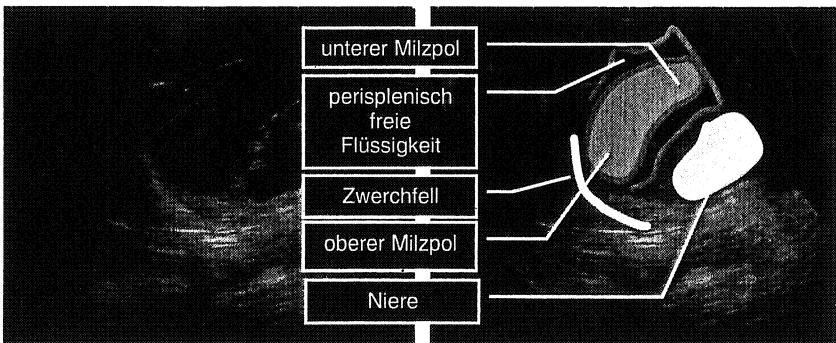 unterer Milzpol
perisplenisch
freie
Flüssigkeit
Zwerchfell
oberer Milzpol
Niere